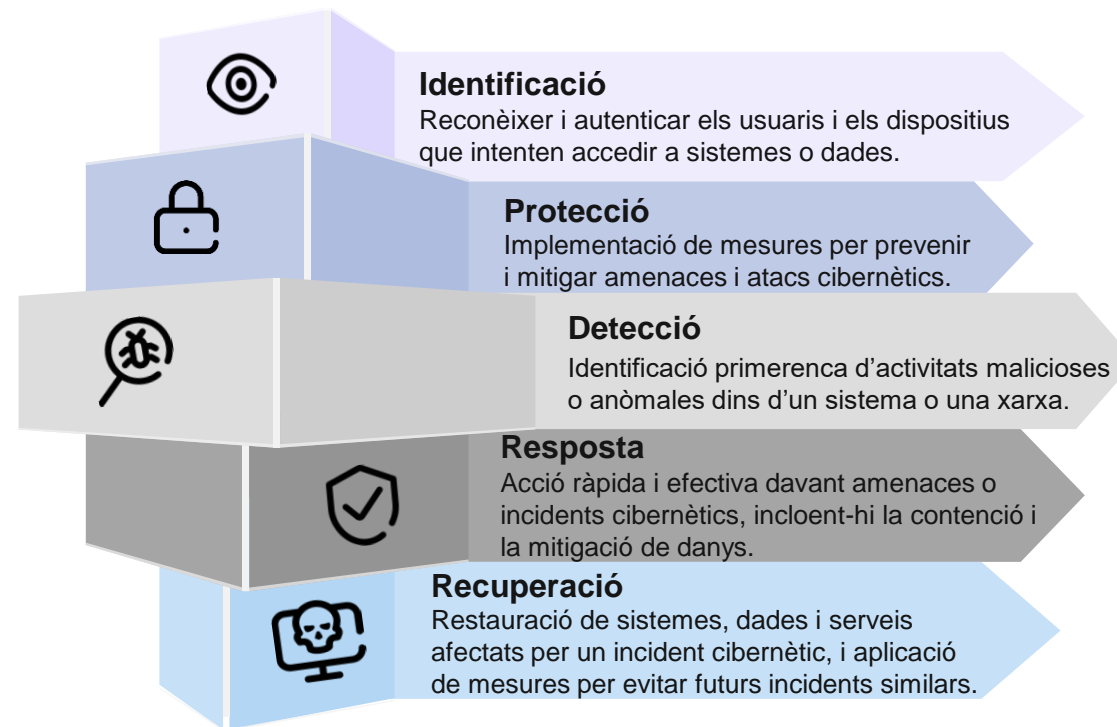 Identificació
Reconèixer i autenticar els usuaris i els dispositius
que intenten accedir a sistemes o dades.
Protecció
Implementació de mesures per prevenir
i mitigar amenaces i atacs cibernètics.
Detecció
Identificació primerenca d’activitats malicioses
o anòmales dins d’un sistema o una xarxa.
Resposta
Acció ràpida i efectiva davant amenaces o
incidents cibernètics, incloent-hi la contenció i
la mitigació de danys.
Recuperació
Restauració de sistemes, dades i serveis
afectats per un incident cibernètic, i aplicació
de mesures per evitar futurs incidents similars.